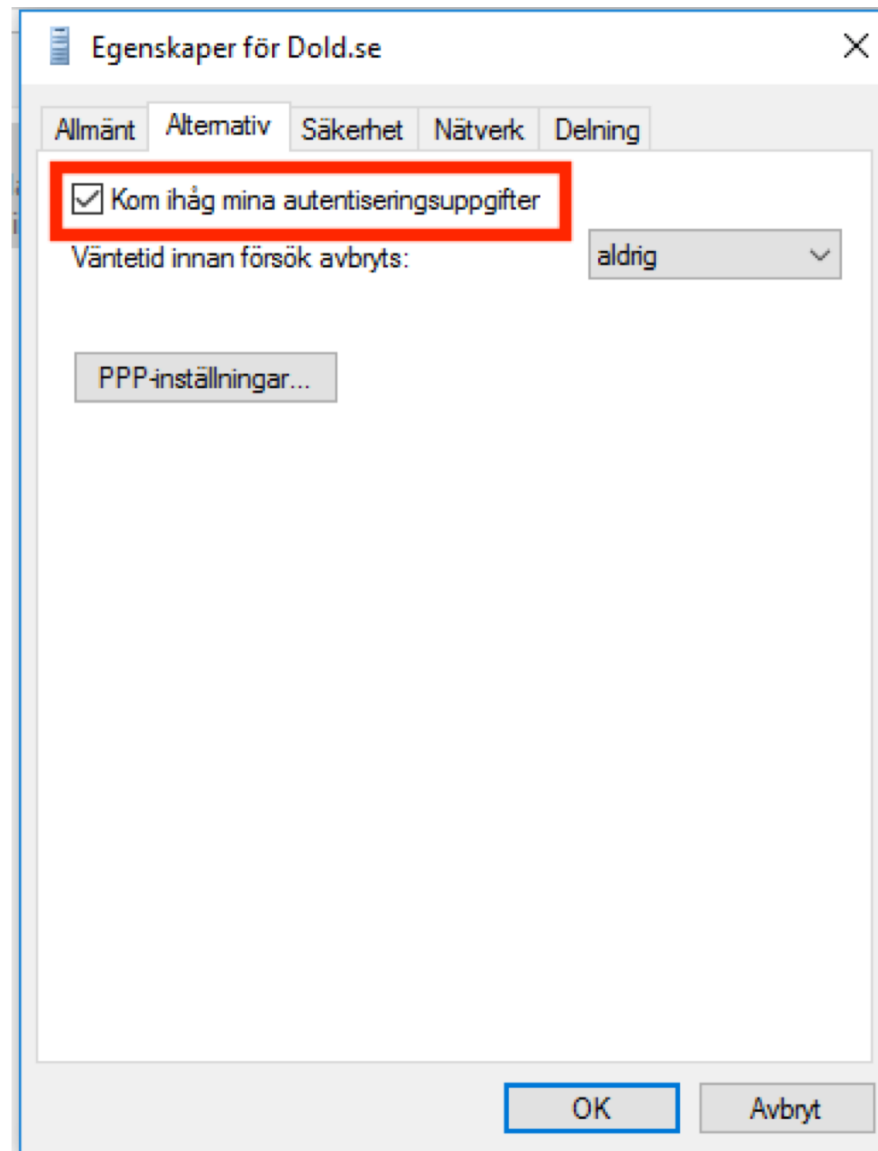 Egenskaper för Dold.se
Allmänt Alternativ Säkerhet Nätverk Delning
Kom ihåg mina autentiseringsuppgifter
Väntetid innan försök avbryts: aldrig
PPP-inställningar...
OK Avbryt